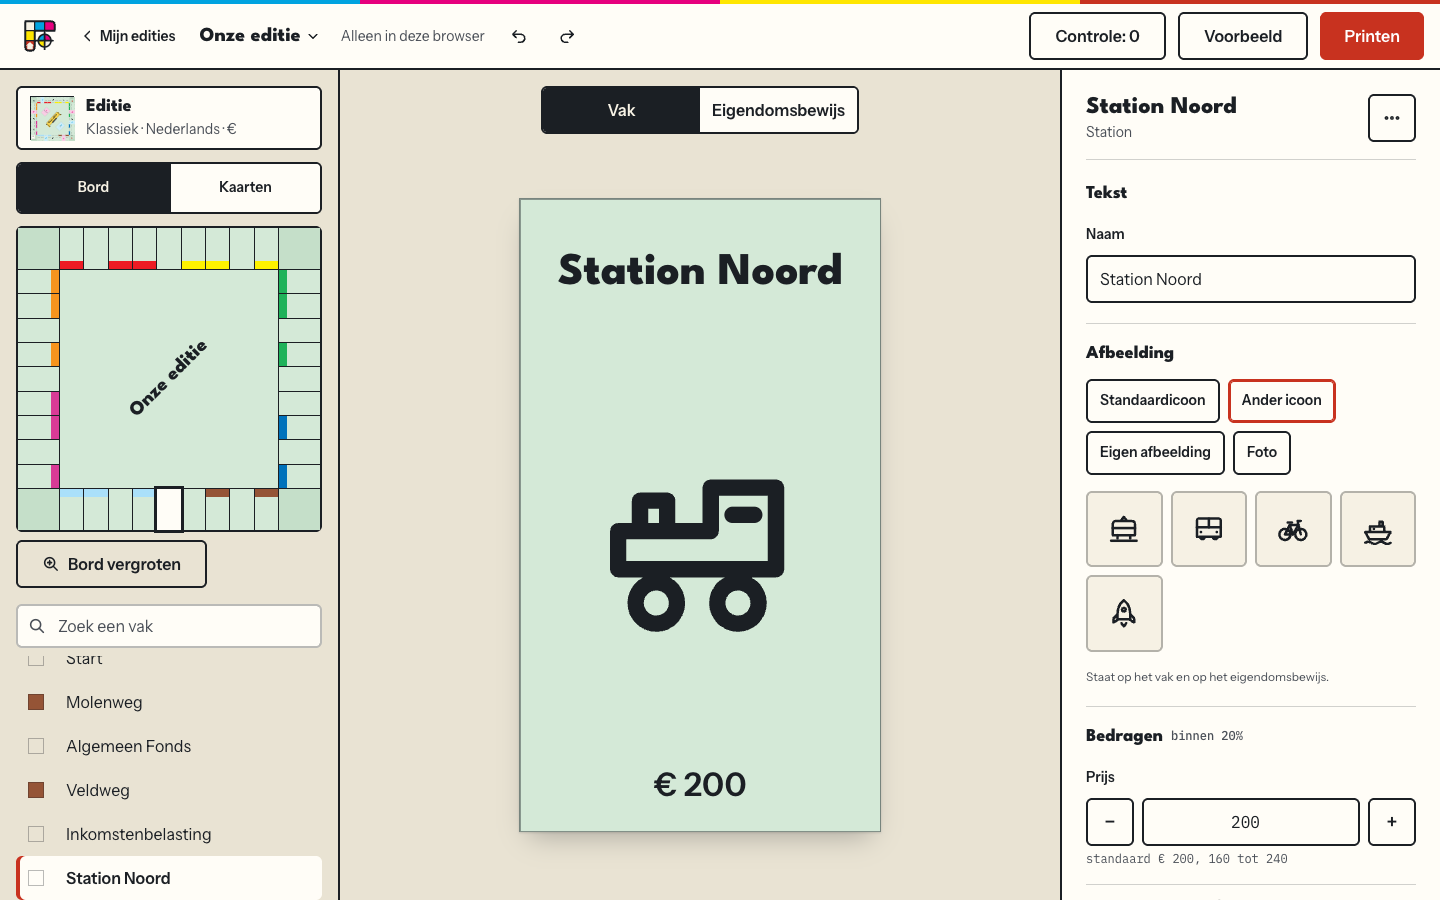 Mijn edities
Onze editie
Alleen in deze browser
Controle: 0
Voorbeeld
Printen
Editie
Klassiek · Nederlands · €
Bord
Kaarten
Onze editie
Bord vergroten
Zoek een vak
Start
Molenweg
Algemeen Fonds
Veldweg
Inkomstenbelasting
Station Noord
Vak
Eigendomsbewijs
Station Noord
€ 200
Station Noord
Station
Tekst
Naam
Station Noord
Afbeelding
Standaardicoon
Ander icoon
Eigen afbeelding
Foto
Staat op het vak en op het eigendomsbewijs.
Bedragen binnen 20%
Prijs
− 200 +
standaard € 200, 160 tot 240